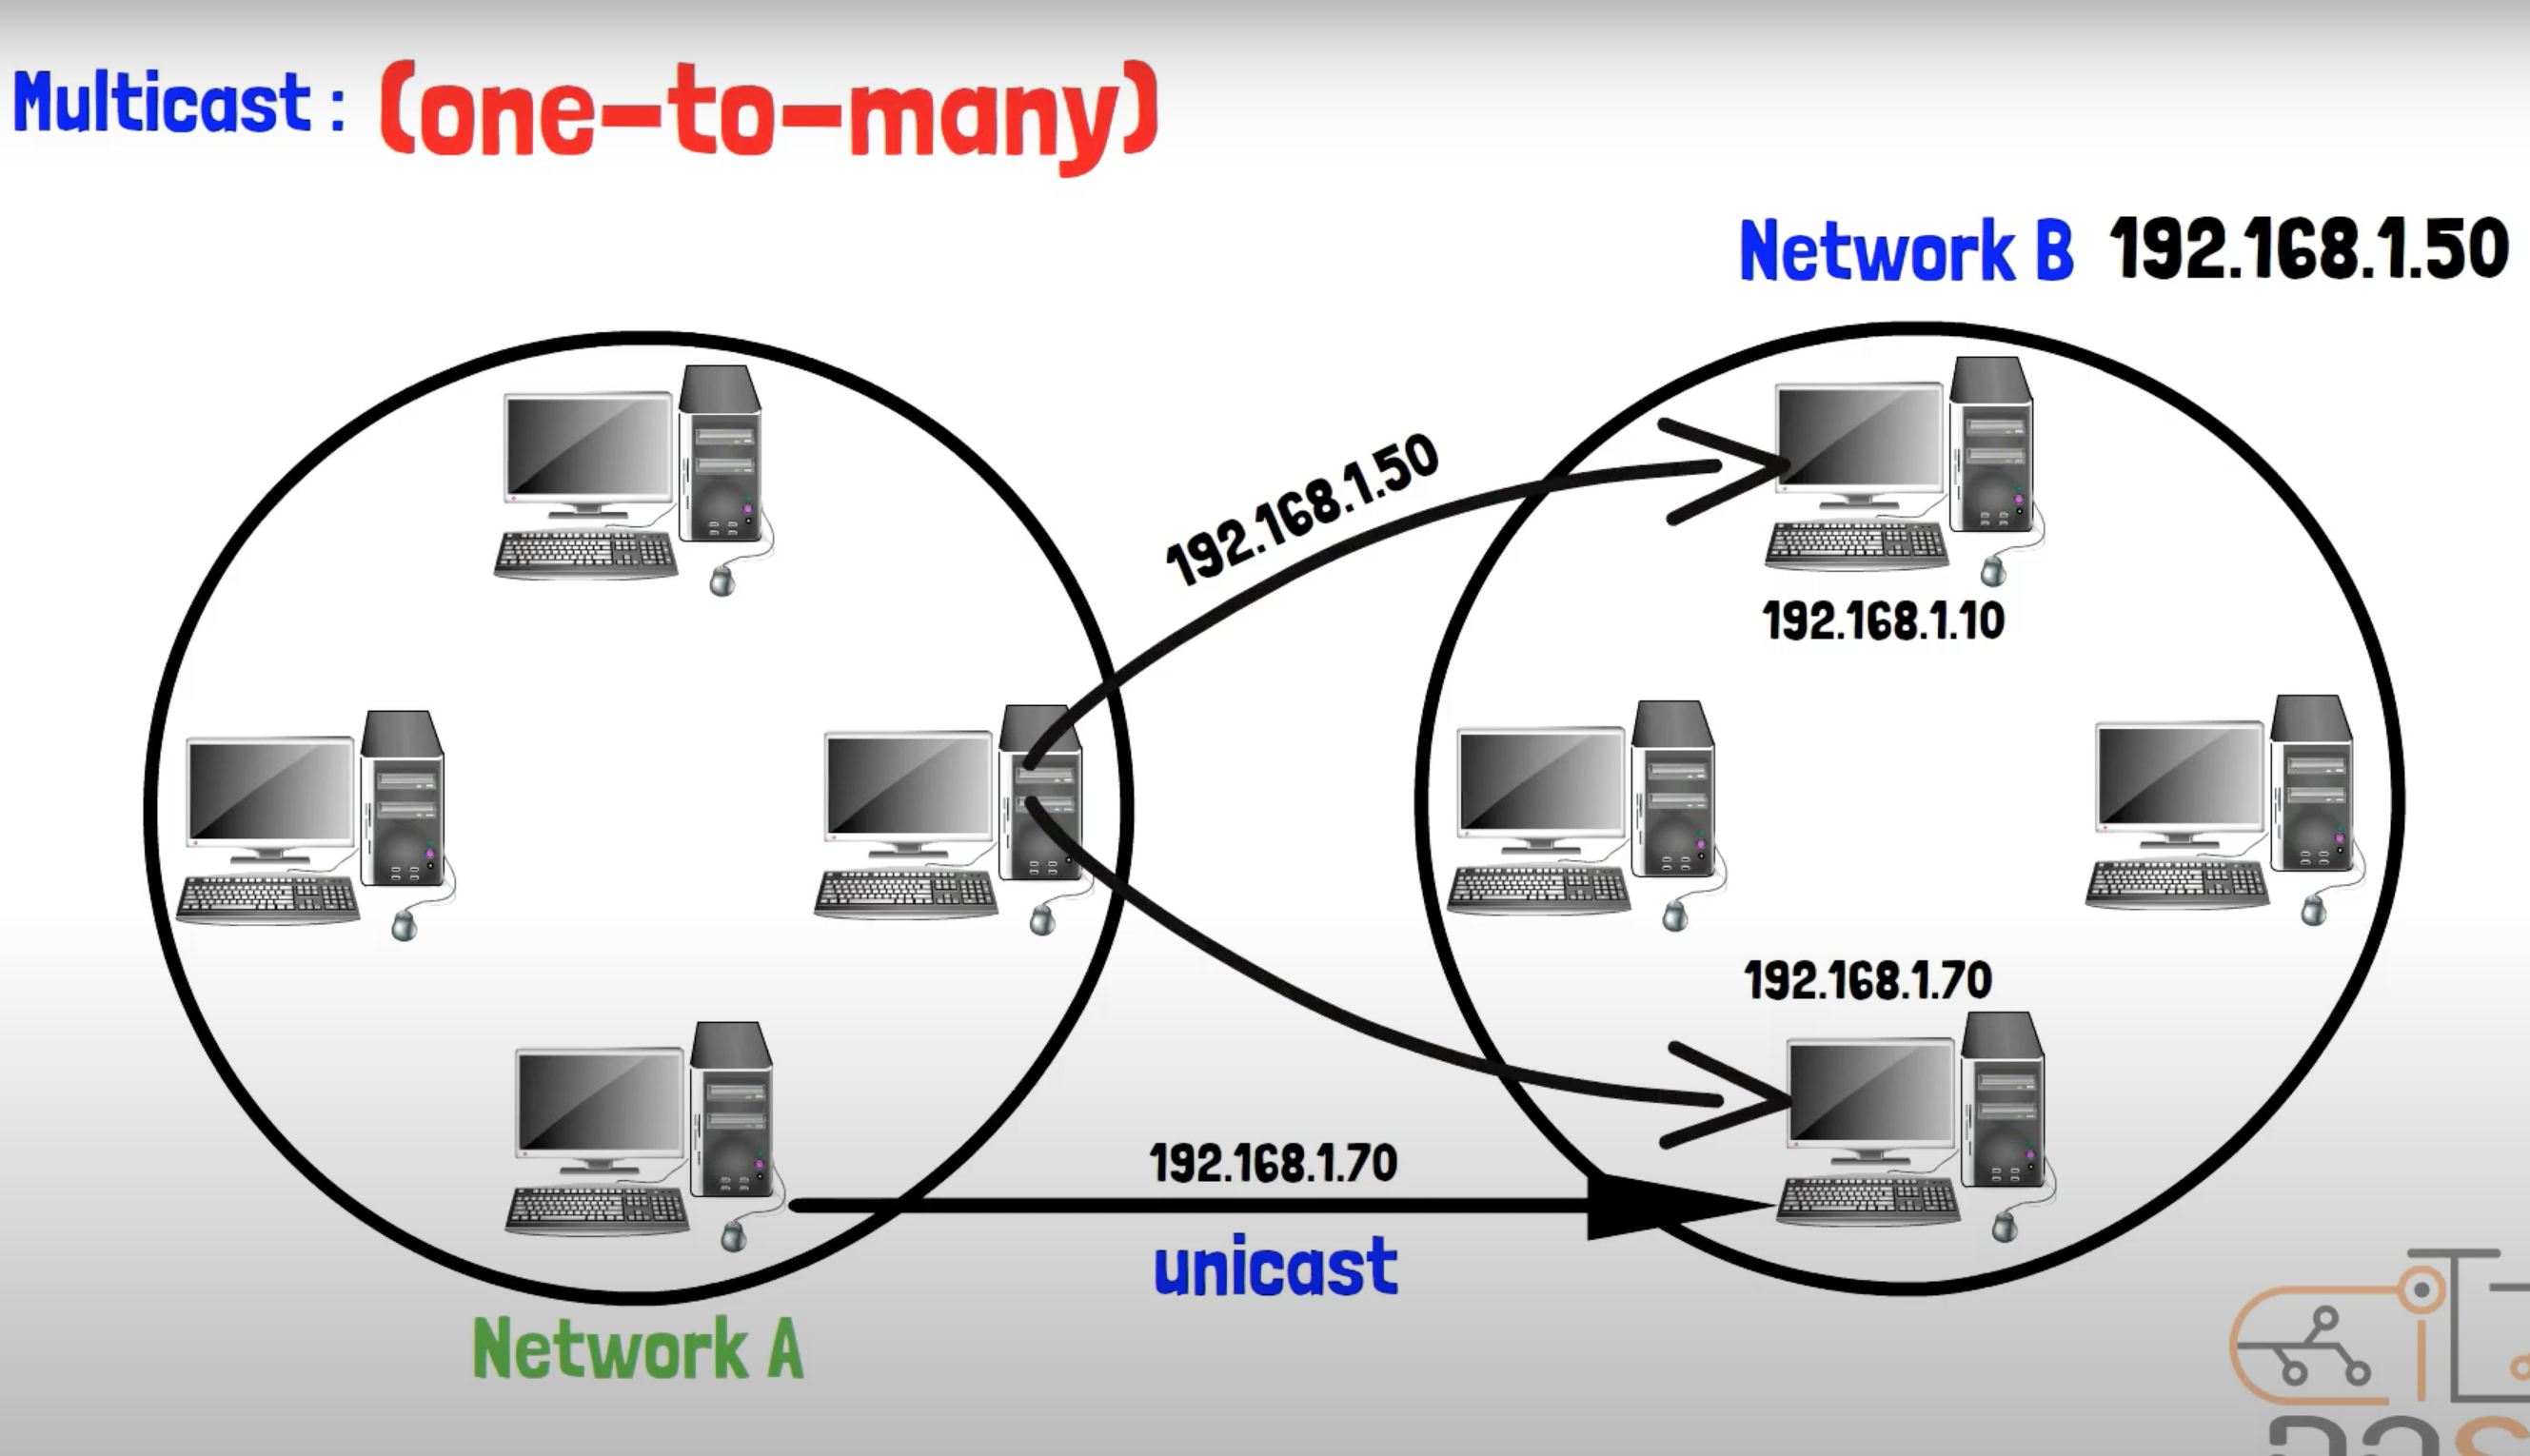 Multicast : (one-to-many)
Network B 192.168.1.50
192.168.1.50
192.168.1.10
192.168.1.70
192.168.1.70
unicast
Network A